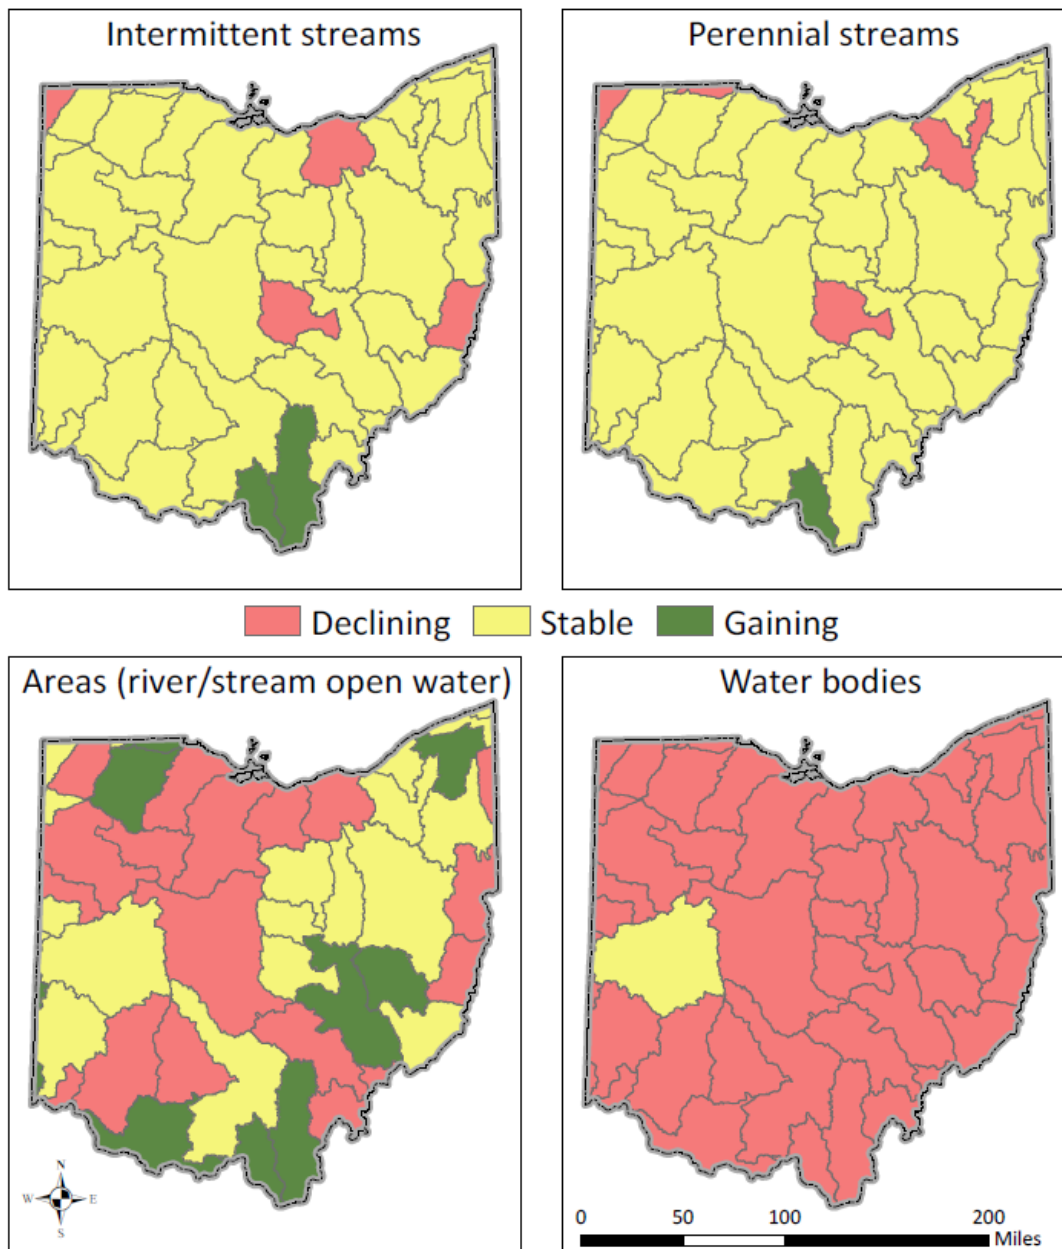 Intermittent streams
Perennial streams
Declining
Stable
Gaining
Areas (river/stream open water)
Water bodies
N
W E
S
0 50 100 200
Miles